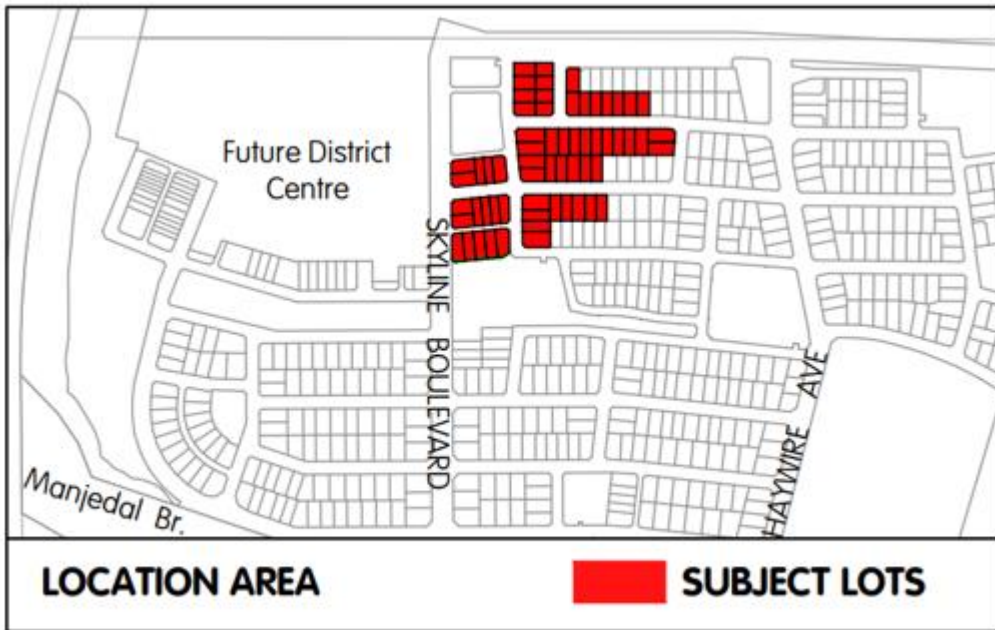 Future District
Centre
SKYLINE BOULEVARD
HAYWIRE AVE
Manjedal Br.
LOCATION AREA
SUBJECT LOTS